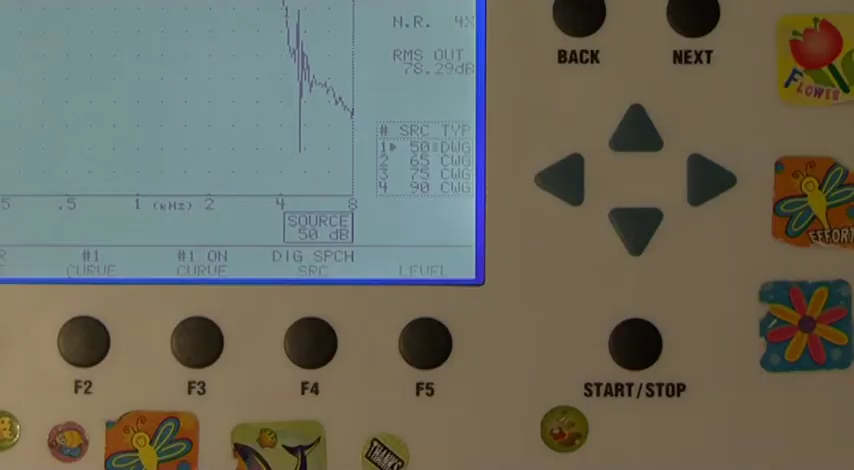 N.R. 4X
RMS OUT
78.29dB
# SRC TYP
1 50 DWG
2 65 CWG
3 75 CWG
4 90 CWG
5 .5 1 (kHz) 2 4 8
SOURCE
50 dB
#1 #1 ON DIG SPCH
CURVE CURVE SRC LEVEL
BACK NEXT
F2 F3 F4 F5
START/STOP
FLOWER
EFFORT
THANKS